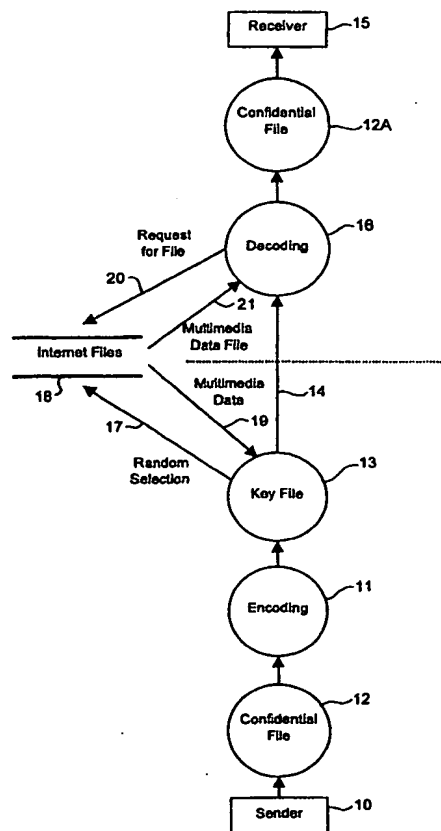 Receiver
15
Confidential
File
12A
Decoding
16
Request
for File
20
21
Multimedia
Data File
Internet Files
18
Multimedia
Data
19
14
17
Random
Selection
Key File
13
Encoding
11
Confidential
File
12
Sender
10